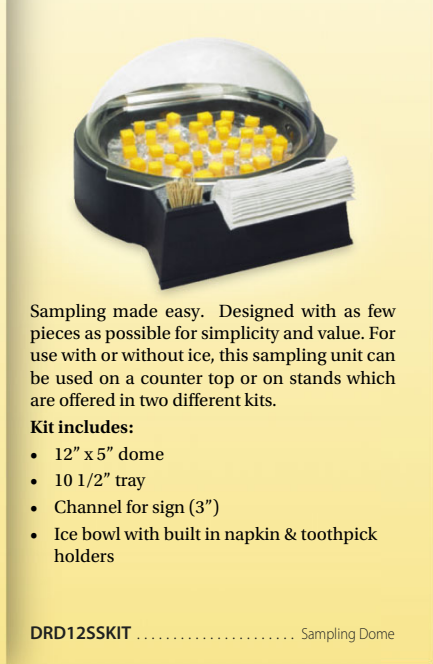 Sampling made easy. Designed with as few
pieces as possible for simplicity and value. For
use with or without ice, this sampling unit can
be used on a counter top or on stands which
are offered in two different kits.
Kit includes:
• 12” x 5” dome
• 10 1/2” tray
• Channel for sign (3”)
• Ice bowl with built in napkin & toothpick
holders
DRD12SSKIT ....................... Sampling Dome